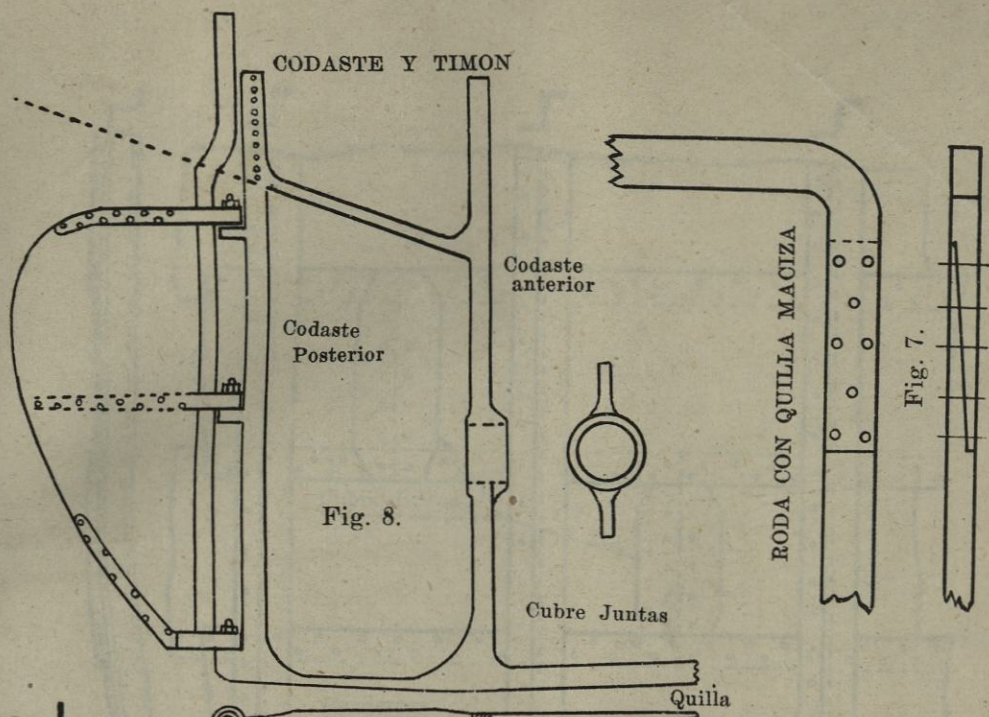 CODASTE Y TIMON
Codaste
anterior
Codaste
Posterior
Fig. 8.
Cubre Juntas
Quilla
RODA CON QUILLA MACIZA
Fig. 7.